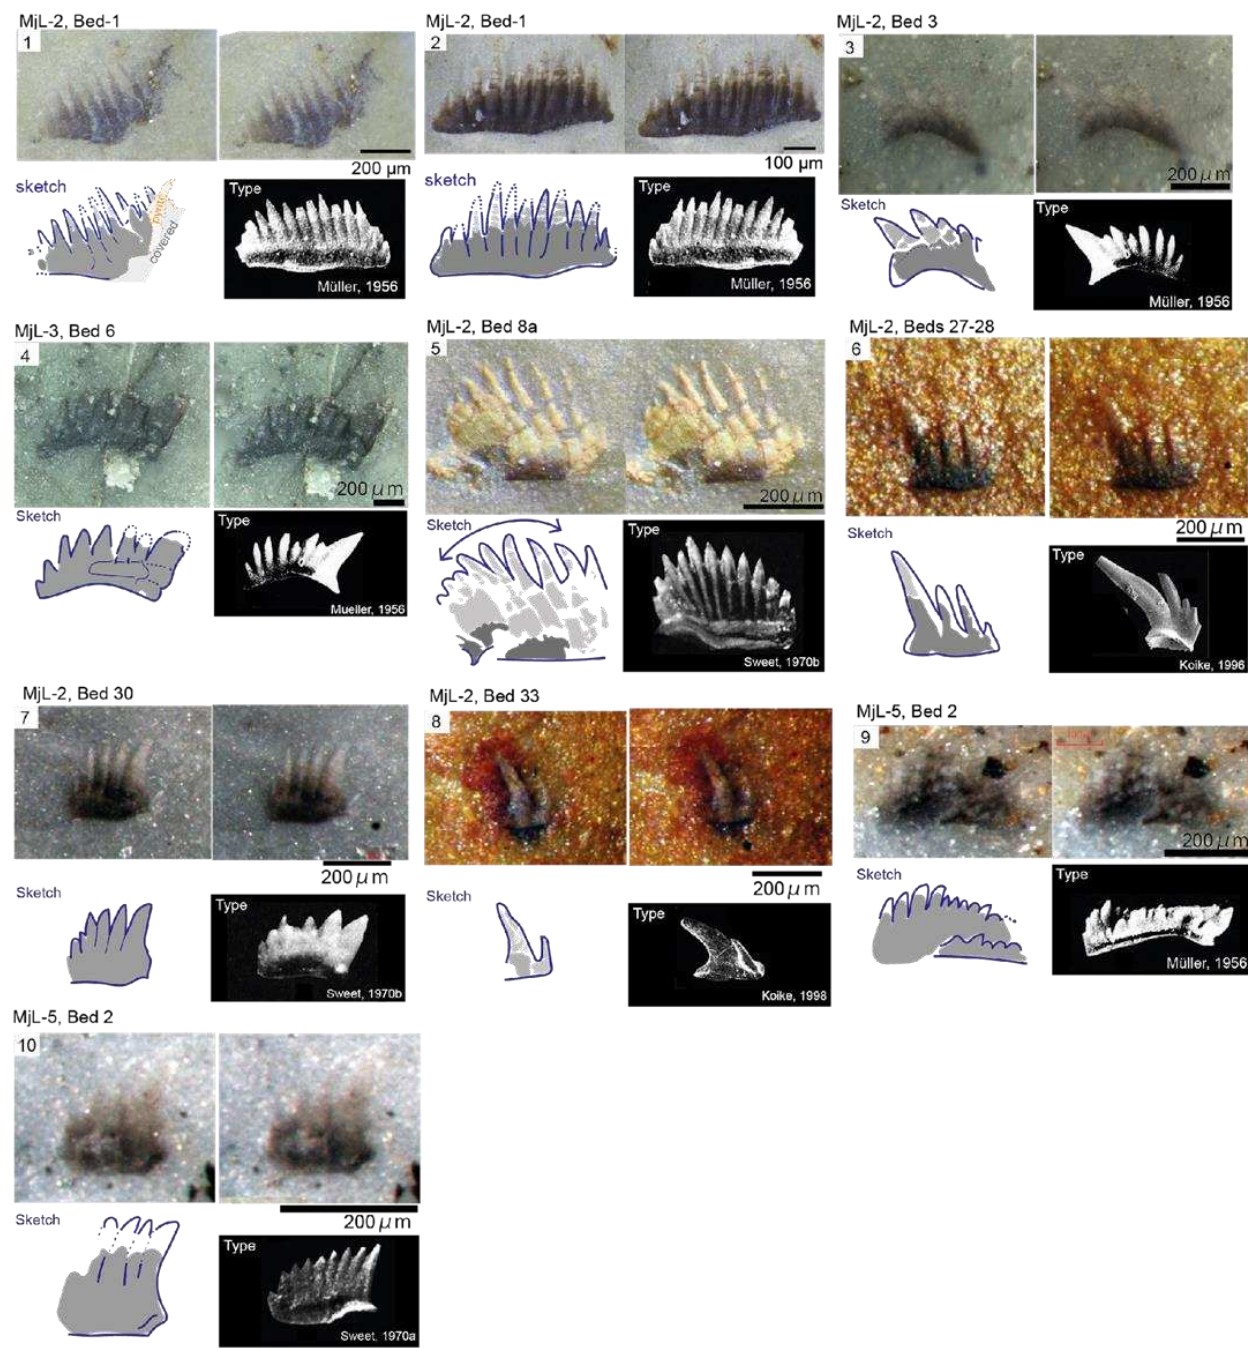 MjL-2, Bed-1
1
200 µm
sketch
pyrite
covered
Type
Müller, 1956
MjL-2, Bed-1
2
100 µm
sketch
Type
Müller, 1956
MjL-2, Bed 3
3
200 µm
Sketch
Type
Müller, 1956
MjL-3, Bed 6
4
200 µm
Sketch
Type
Mueller, 1956
MjL-2, Bed 8a
5
200 µm
Sketch
Type
Sweet, 1970b
MjL-2, Beds 27-28
6
200 µm
Sketch
Type
Koike, 1996
MjL-2, Bed 30
7
200 µm
Sketch
Type
Sweet, 1970b
MjL-2, Bed 33
8
200 µm
Sketch
Type
Koike, 1998
MjL-5, Bed 2
9
200 µm
Sketch
Type
Müller, 1956
MjL-5, Bed 2
10
200 µm
Sketch
Type
Sweet, 1970a